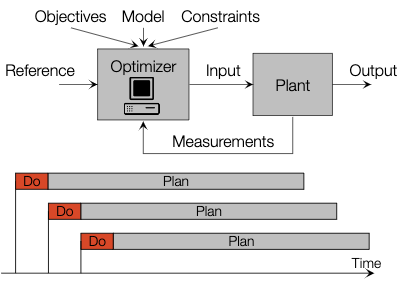 Objectives Model Constraints
Reference Optimizer Input Plant Output
Measurements
Do Plan
Do Plan
Do Plan
Time